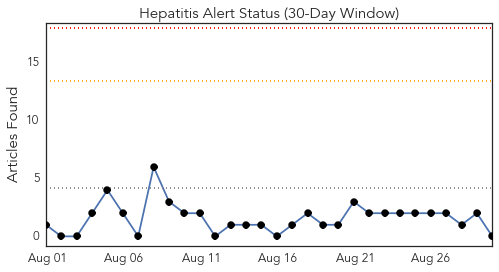 Hepatitis Alert Status (30-Day Window)
Articles Found
15
10
5
0
Aug 01 Aug 06 Aug 11 Aug 16 Aug 21 Aug 26